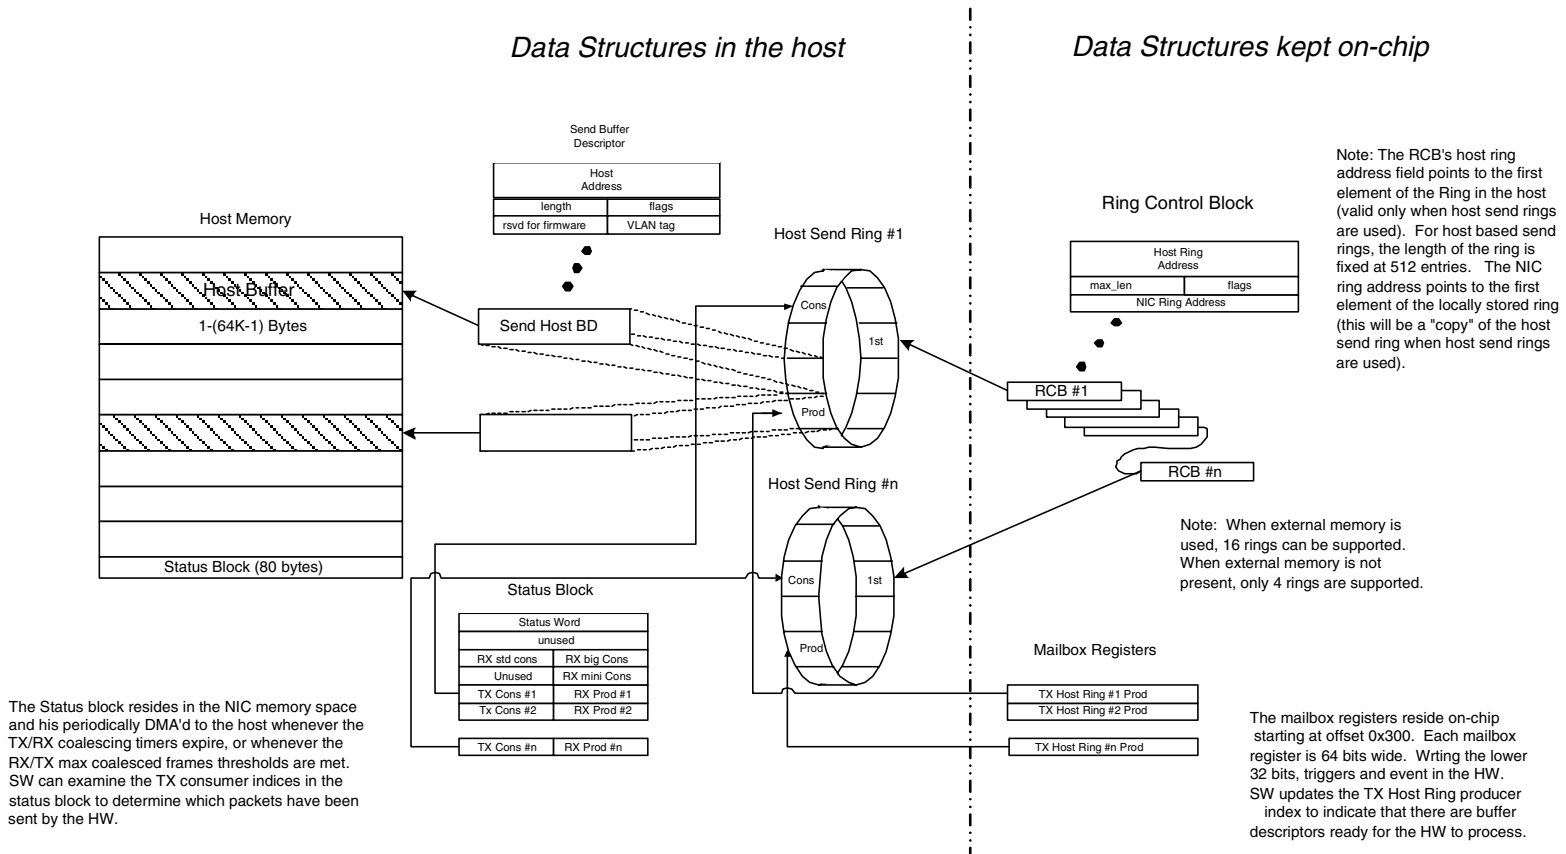 Data Structures in the host
Data Structures kept on-chip
Send Buffer
Descriptor
Host
Address
length
flags
rsvd for firmware
VLAN tag
Host Memory
Host Buffer
1-(64K-1) Bytes
Status Block (80 bytes)
Send Host BD
Host Send Ring #1
Cons
1st
Prod
Host Send Ring #n
Cons
1st
Prod
Ring Control Block
Host Ring
Address
max_len
flags
NIC Ring Address
RCB #1
RCB #n
Note: The RCB's host ring
address field points to the first
element of the Ring in the host
(valid only when host send rings
are used). For host based send
rings, the length of the ring is
fixed at 512 entries. The NIC
ring address points to the first
element of the locally stored ring
(this will be a "copy" of the host
send ring when host send rings
are used).
Note: When external memory is
used, 16 rings can be supported.
When external memory is not
present, only 4 rings are supported.
Status Block
Status Word
unused
RX std cons
RX big Cons
Unused
RX mini Cons
TX Cons #1
RX Prod #1
Tx Cons #2
RX Prod #2
TX Cons #n
RX Prod #n
Mailbox Registers
TX Host Ring #1 Prod
TX Host Ring #2 Prod
TX Host Ring #n Prod
The Status block resides in the NIC memory space
and his periodically DMA'd to the host whenever the
TX/RX coalescing timers expire, or whenever the
RX/TX max coalesced frames thresholds are met.
SW can examine the TX consumer indices in the
status block to determine which packets have been
sent by the HW.
The mailbox registers reside on-chip
starting at offset 0x300. Each mailbox
register is 64 bits wide. Wrting the lower
32 bits, triggers and event in the HW.
SW updates the TX Host Ring producer
index to indicate that there are buffer
descriptors ready for the HW to process.